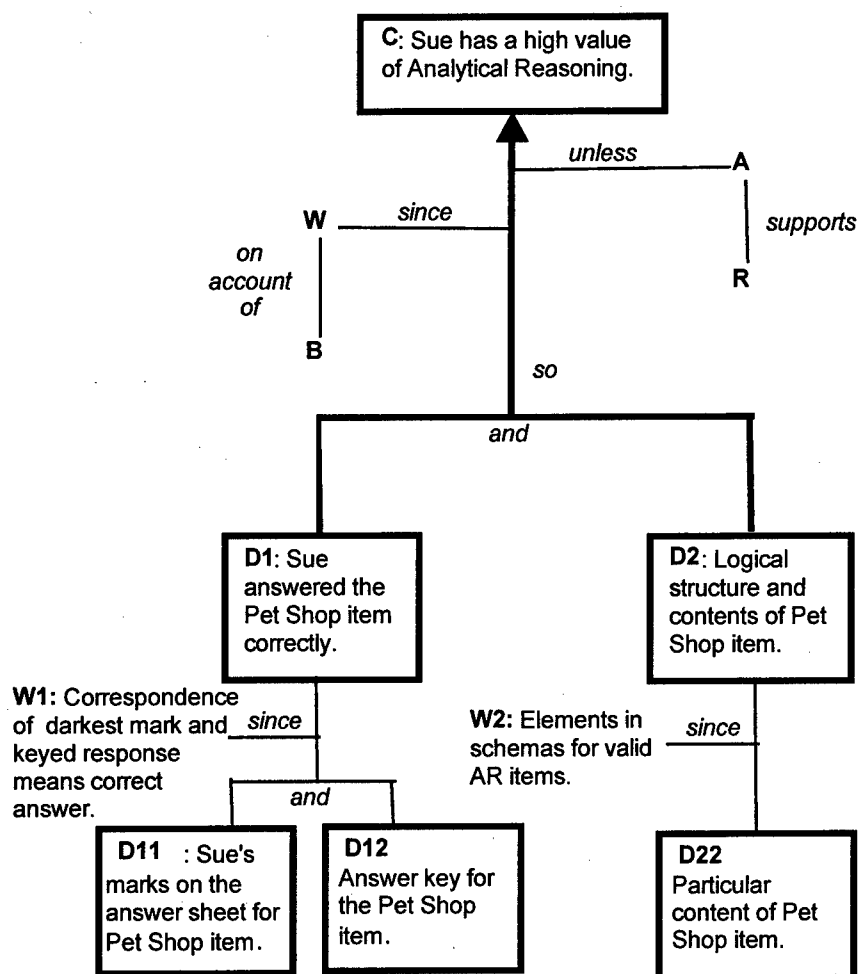 C: Sue has a high value
of Analytical Reasoning.
unless
A
since
W
supports
on
account
of
R
B
so
and
D1: Sue
answered the
Pet Shop item
correctly.
D2: Logical
structure and
contents of Pet
Shop item.
W1: Correspondence
of darkest mark and
keyed response
means correct
answer.
since
W2: Elements in
schemas for valid
AR items.
since
and
D11 : Sue's
marks on the
answer sheet for
Pet Shop item.
D12
Answer key for
the Pet Shop
item.
D22
Particular
content of Pet
Shop item.